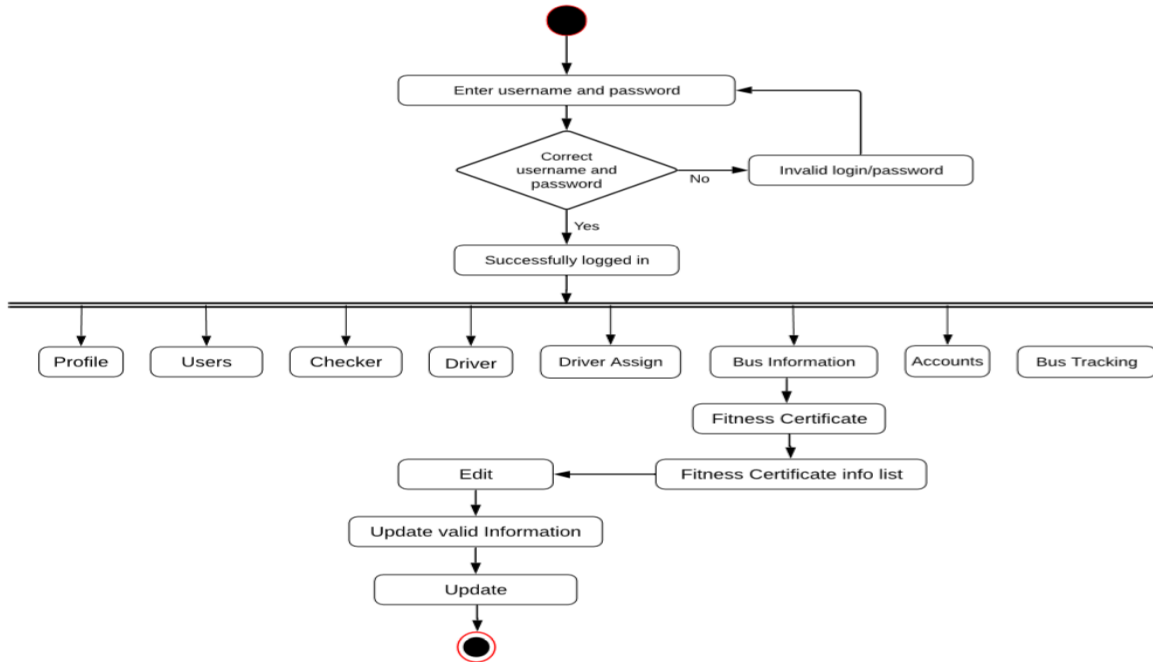 Enter username and password
Correct
username and
password
No
Invalid login/password
Yes
Successfully logged in
Profile
Users
Checker
Driver
Driver Assign
Bus Information
Accounts
Bus Tracking
Fitness Certificate
Edit
Fitness Certificate info list
Update valid Information
Update